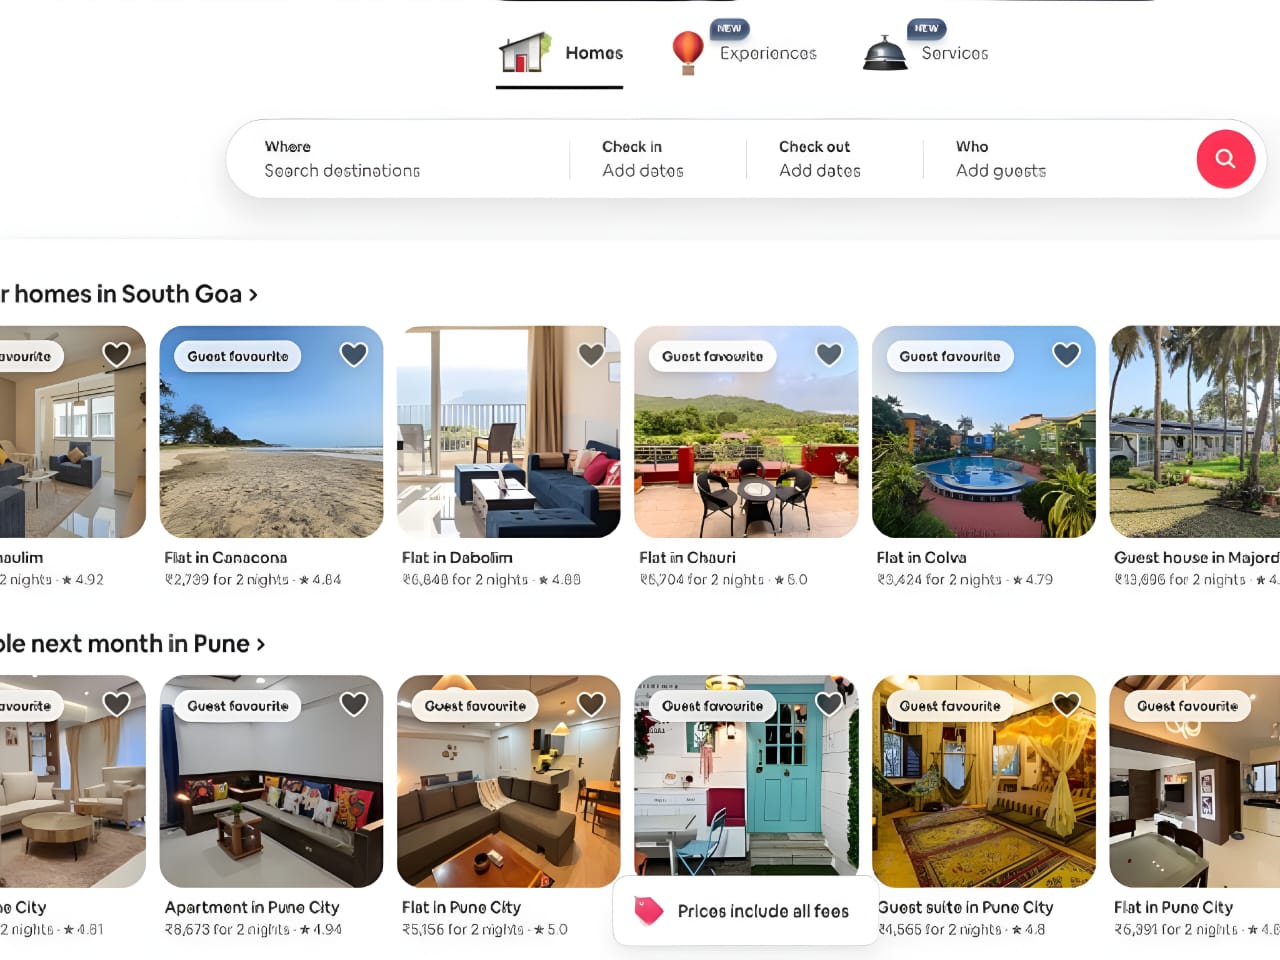 Homes
NEW
Experiences
NEW
Services
Where
Search destinations
Check in
Add dates
Check out
Add dates
Who
Add guests
r homes in South Goa >
avourite
Guest favourite
Guest favourite
Guest favourite
aulim
2 nights · ★ 4.92
Flat in Canacona
₹2,799 for 2 nights · ★ 4.84
Flat in Dabolim
for 2 nights · ★
Flat in Chauri
₹5,704 for 2 nights · ★ 5.0
Flat in Colva
₹3,424 for 2 nights · ★ 4.79
Guest house in Majord
for 2 nights · ★ 4.
ble next month in Pune >
avourite
Guest favourite
Guest favourite
Guest favourite
Guest favourite
Guest favourite
ne City
2 nights · ★ 4.81
Apartment in Pune City
₹8,673 for 2 nights · ★ 4.94
Flat in Pune City
₹5,156 for 2 nights · ★ 5.0
Prices include all fees
Guest suite in Pune City
₹4,565 for 2 nights · ★ 4.8
Flat in Pune City
₹6,391 for 2 nights · ★ 4.